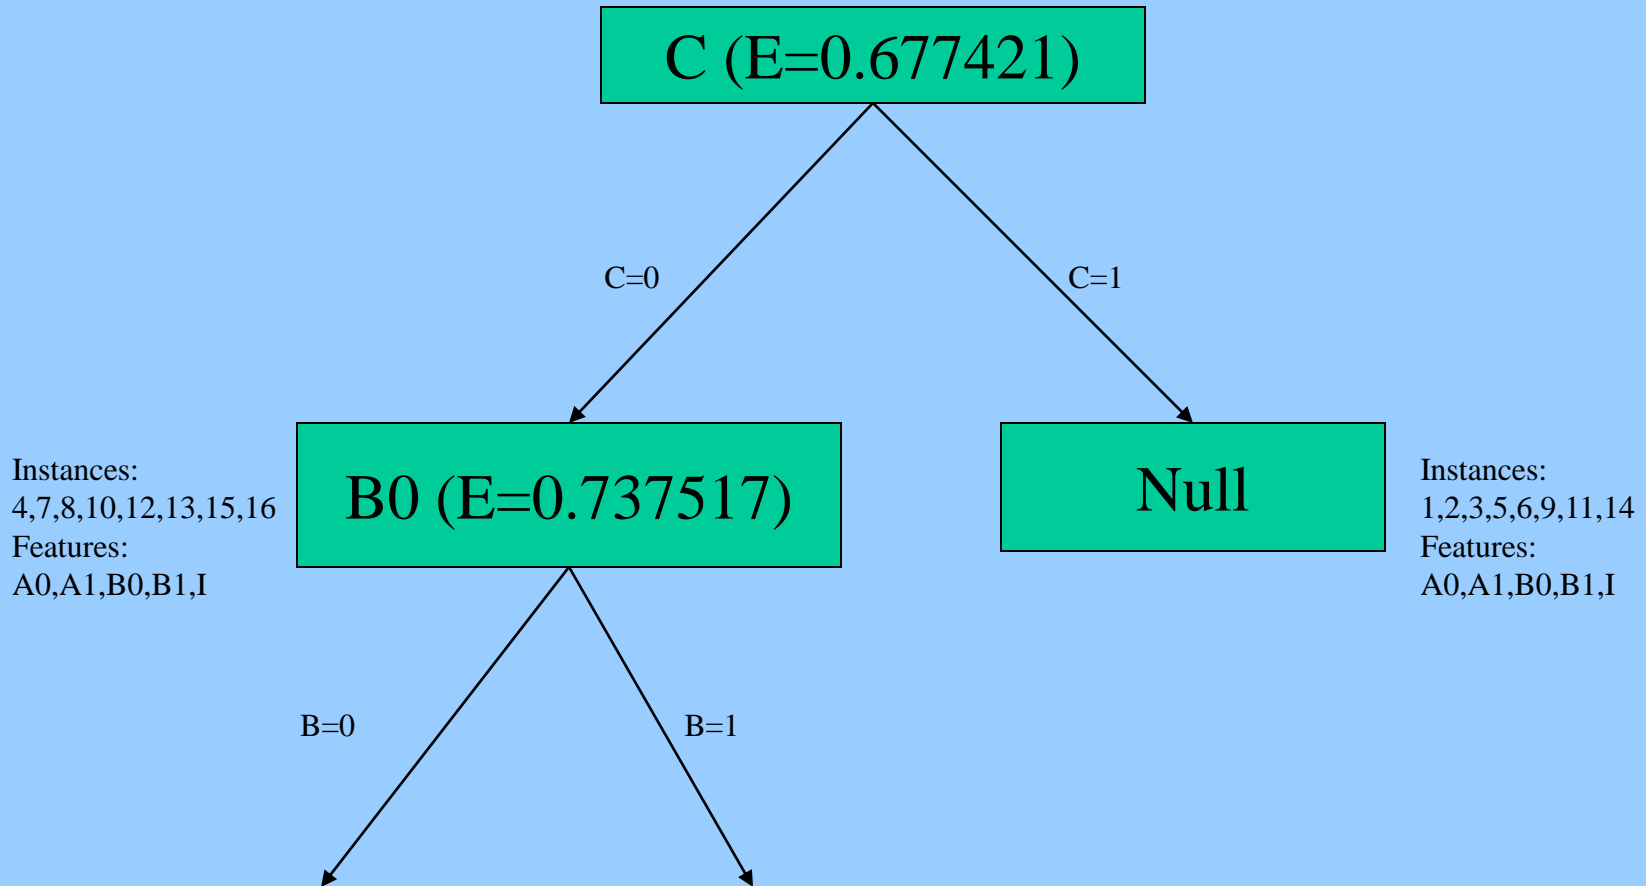 C (E=0.677421)
C=0
C=1
Instances:
4,7,8,10,12,13,15,16
Features:
A0,A1,B0,B1,I
B0 (E=0.737517)
Null
Instances:
1,2,3,5,6,9,11,14
Features:
A0,A1,B0,B1,I
B=0
B=1